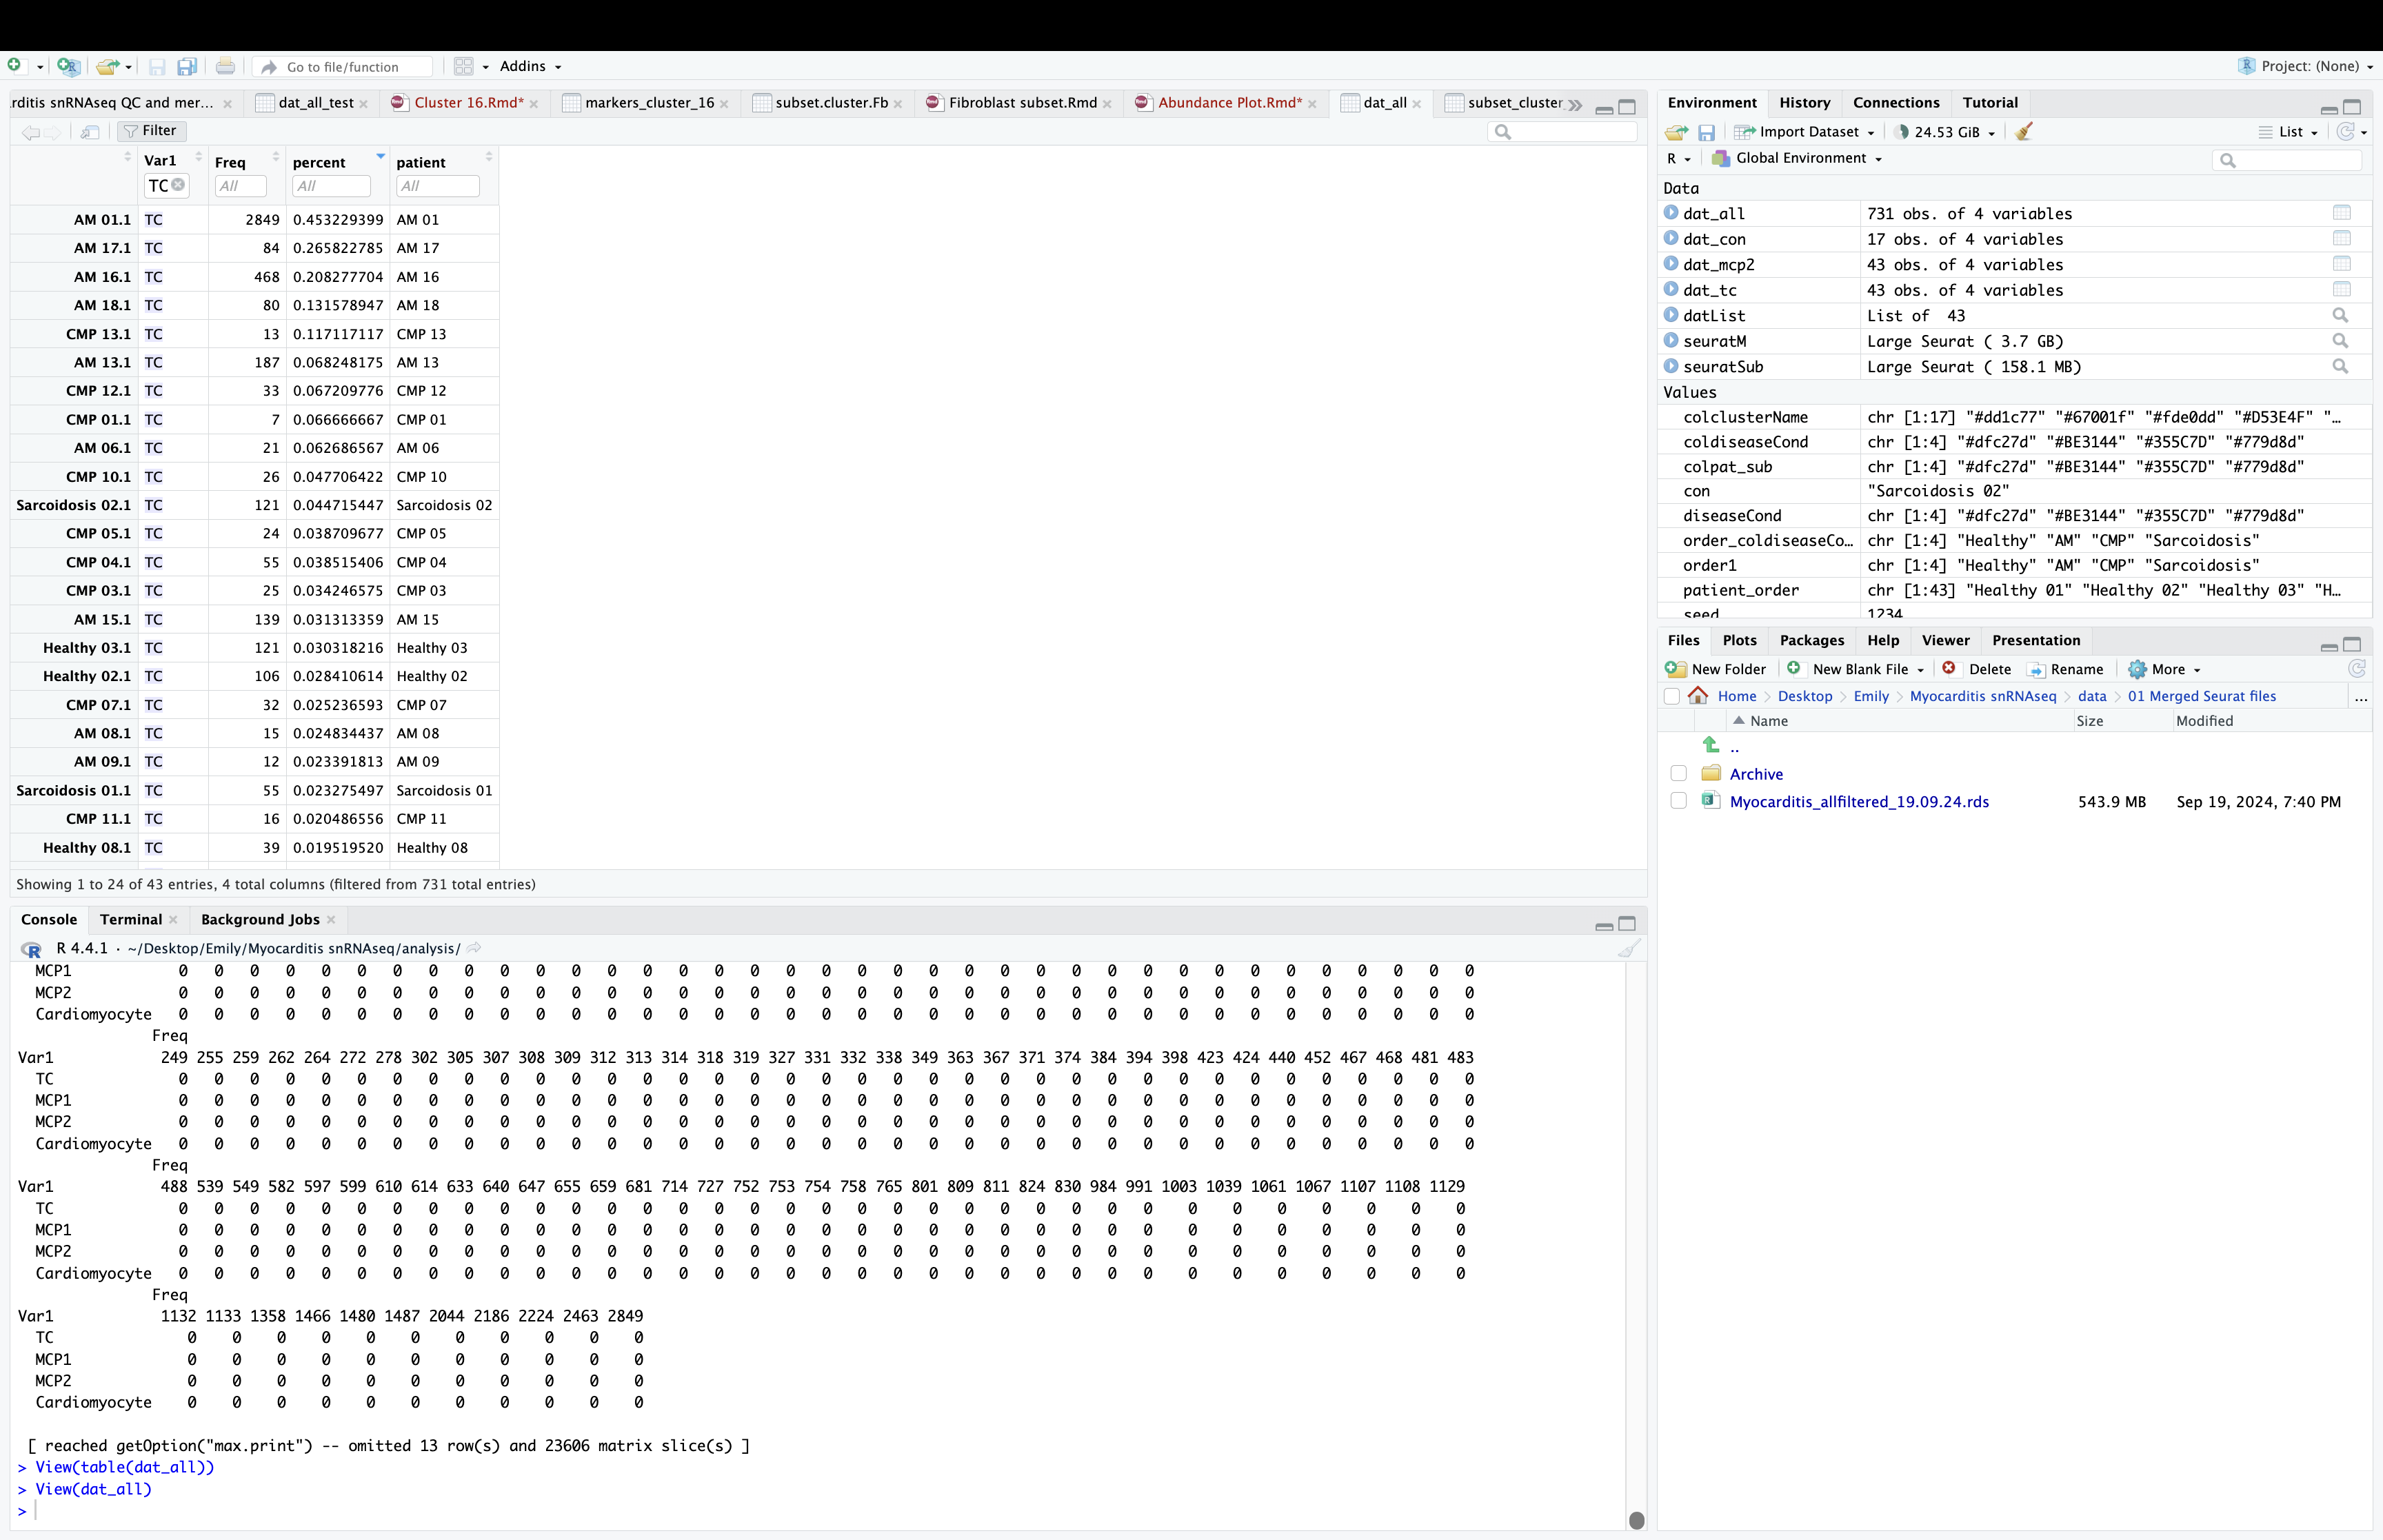 Go to file/function Addins Project: (None)
rditis snRNAseq QC and mer... dat_all_test Cluster 16.Rmd* markers_cluster_16 subset.cluster.Fb Fibroblast subset.Rmd Abundance Plot.Rmd* dat_all subset_cluster
Filter
Var1 Freq percent patient
TC All All All
AM 01.1 TC 2849 0.453229399 AM 01
AM 17.1 TC 84 0.265822785 AM 17
AM 16.1 TC 468 0.208277704 AM 16
AM 18.1 TC 80 0.131578947 AM 18
CMP 13.1 TC 13 0.117117117 CMP 13
AM 13.1 TC 187 0.068248175 AM 13
CMP 12.1 TC 33 0.067209776 CMP 12
CMP 01.1 TC 7 0.066666667 CMP 01
AM 06.1 TC 21 0.062686567 AM 06
CMP 10.1 TC 26 0.047706422 CMP 10
Sarcoidosis 02.1 TC 121 0.044715447 Sarcoidosis 02
CMP 05.1 TC 24 0.038709677 CMP 05
CMP 04.1 TC 55 0.038515406 CMP 04
CMP 03.1 TC 25 0.034246575 CMP 03
AM 15.1 TC 139 0.031313359 AM 15
Healthy 03.1 TC 121 0.030318216 Healthy 03
Healthy 02.1 TC 106 0.028410614 Healthy 02
CMP 07.1 TC 32 0.025236593 CMP 07
AM 08.1 TC 15 0.024834437 AM 08
AM 09.1 TC 12 0.023391813 AM 09
Sarcoidosis 01.1 TC 55 0.023275497 Sarcoidosis 01
CMP 11.1 TC 16 0.020486556 CMP 11
Healthy 08.1 TC 39 0.019519520 Healthy 08
Showing 1 to 24 of 43 entries, 4 total columns (filtered from 731 total entries)
Console Terminal Background Jobs
R 4.4.1 · ~/Desktop/Emily/Myocarditis snRNAseq/analysis/
MCP1 0 0 0 0 0 0 0 0 0 0 0 0 0 0 0 0 0 0 0 0 0 0 0 0 0 0 0 0 0 0 0 0 0 0 0 0 0
MCP2 0 0 0 0 0 0 0 0 0 0 0 0 0 0 0 0 0 0 0 0 0 0 0 0 0 0 0 0 0 0 0 0 0 0 0 0 0
Cardiomyocyte 0 0 0 0 0 0 0 0 0 0 0 0 0 0 0 0 0 0 0 0 0 0 0 0 0 0 0 0 0 0 0 0 0 0 0 0 0
Freq
Var1 249 255 259 262 264 272 278 302 305 307 308 309 312 313 314 318 319 327 331 332 338 349 363 367 371 374 384 394 398 423 424 440 452 467 468 481 483
TC 0 0 0 0 0 0 0 0 0 0 0 0 0 0 0 0 0 0 0 0 0 0 0 0 0 0 0 0 0 0 0 0 0 0 0 0 0
MCP1 0 0 0 0 0 0 0 0 0 0 0 0 0 0 0 0 0 0 0 0 0 0 0 0 0 0 0 0 0 0 0 0 0 0 0 0 0
MCP2 0 0 0 0 0 0 0 0 0 0 0 0 0 0 0 0 0 0 0 0 0 0 0 0 0 0 0 0 0 0 0 0 0 0 0 0 0
Cardiomyocyte 0 0 0 0 0 0 0 0 0 0 0 0 0 0 0 0 0 0 0 0 0 0 0 0 0 0 0 0 0 0 0 0 0 0 0 0 0
Freq
Var1 488 539 549 582 597 599 610 614 633 640 647 655 659 681 714 727 752 753 754 758 765 801 809 811 824 830 984 991 1003 1039 1061 1067 1107 1108 1129
TC 0 0 0 0 0 0 0 0 0 0 0 0 0 0 0 0 0 0 0 0 0 0 0 0 0 0 0 0 0 0 0 0 0 0 0
MCP1 0 0 0 0 0 0 0 0 0 0 0 0 0 0 0 0 0 0 0 0 0 0 0 0 0 0 0 0 0 0 0 0 0 0 0
MCP2 0 0 0 0 0 0 0 0 0 0 0 0 0 0 0 0 0 0 0 0 0 0 0 0 0 0 0 0 0 0 0 0 0 0 0
Cardiomyocyte 0 0 0 0 0 0 0 0 0 0 0 0 0 0 0 0 0 0 0 0 0 0 0 0 0 0 0 0 0 0 0 0 0 0 0
Freq
Var1 1132 1133 1358 1466 1480 1487 2044 2186 2224 2463 2849
TC 0 0 0 0 0 0 0 0 0 0 0
MCP1 0 0 0 0 0 0 0 0 0 0 0
MCP2 0 0 0 0 0 0 0 0 0 0 0
Cardiomyocyte 0 0 0 0 0 0 0 0 0 0 0
[ reached getOption("max.print") -- omitted 13 row(s) and 23606 matrix slice(s) ]
> View(table(dat_all))
> View(dat_all)
>
Environment History Connections Tutorial
Import Dataset 24.53 GiB List
R Global Environment
Data
dat_all 731 obs. of 4 variables
dat_con 17 obs. of 4 variables
dat_mcp2 43 obs. of 4 variables
dat_tc 43 obs. of 4 variables
datList List of 43
seuratM Large Seurat ( 3.7 GB)
seuratSub Large Seurat ( 158.1 MB)
Values
colclusterName chr [1:17] "#dd1c77" "#67001f" "#fde0dd" "#D53E4F" "…
coldiseaseCond chr [1:4] "#dfc27d" "#BE3144" "#355C7D" "#779d8d"
colpat_sub chr [1:4] "#dfc27d" "#BE3144" "#355C7D" "#779d8d"
con "Sarcoidosis 02"
diseaseCond chr [1:4] "#dfc27d" "#BE3144" "#355C7D" "#779d8d"
order_coldiseaseCo… chr [1:4] "Healthy" "AM" "CMP" "Sarcoidosis"
order1 chr [1:4] "Healthy" "AM" "CMP" "Sarcoidosis"
patient_order chr [1:43] "Healthy 01" "Healthy 02" "Healthy 03" "H…
seed 1234
Files Plots Packages Help Viewer Presentation
New Folder New Blank File Delete Rename More
Home Desktop Emily Myocarditis snRNAseq data 01 Merged Seurat files ...
Name Size Modified
..
Archive
Myocarditis_allfiltered_19.09.24.rds 543.9 MB Sep 19, 2024, 7:40 PM